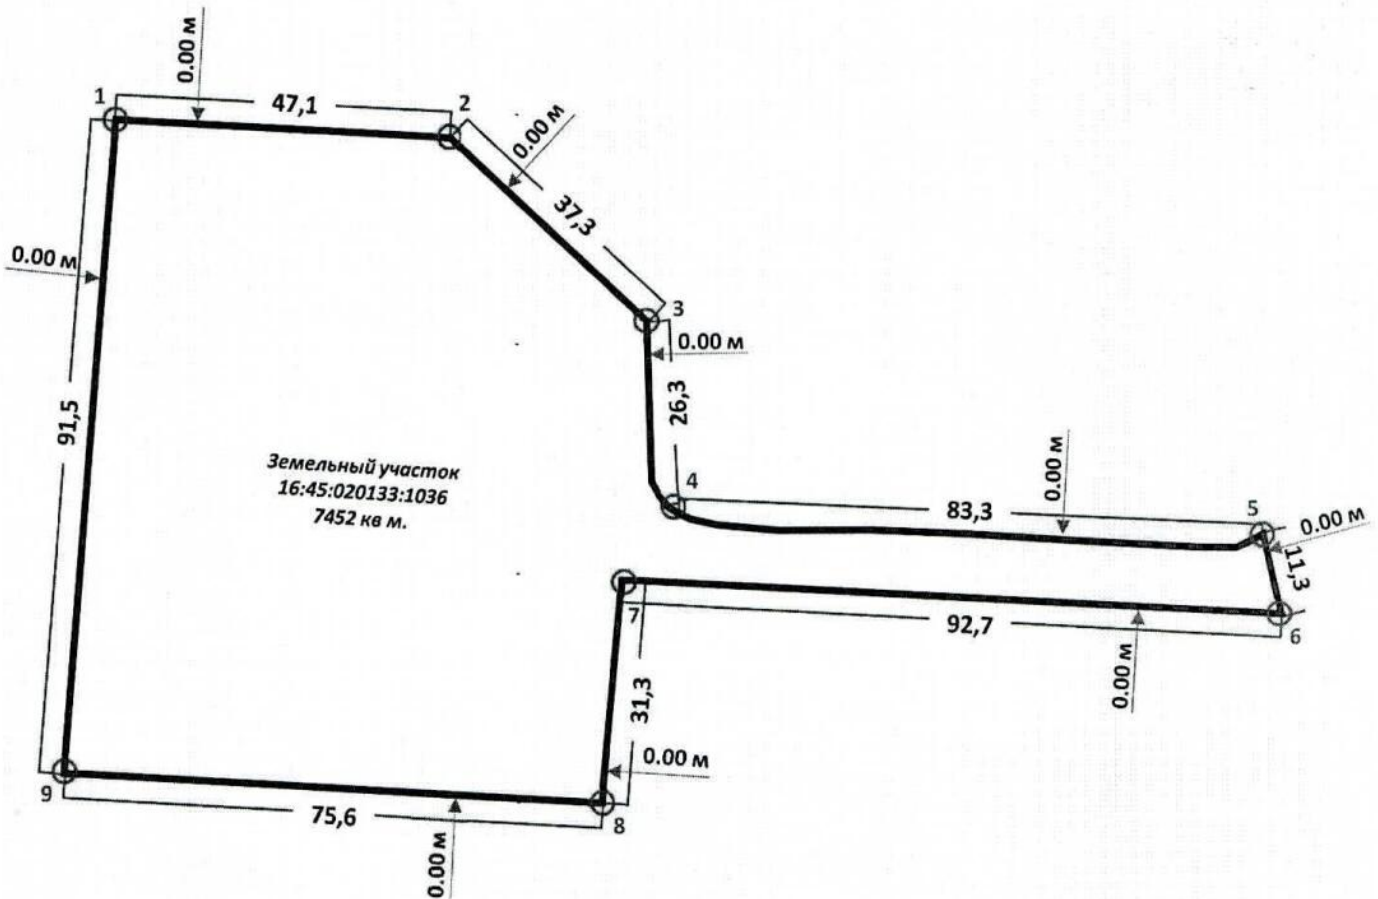 0.00 м
1
47,1
2
0.00 м
37,3
0.00 м
3
0.00 м
91,5
26,3
Земельный участок
16:45:020133:1036
7452 кв м.
4
83,3
0.00 м
5
0.00 м
11,3
7
92,7
6
0.00 м
31,3
0.00 м
9
75,6
8
0.00 м